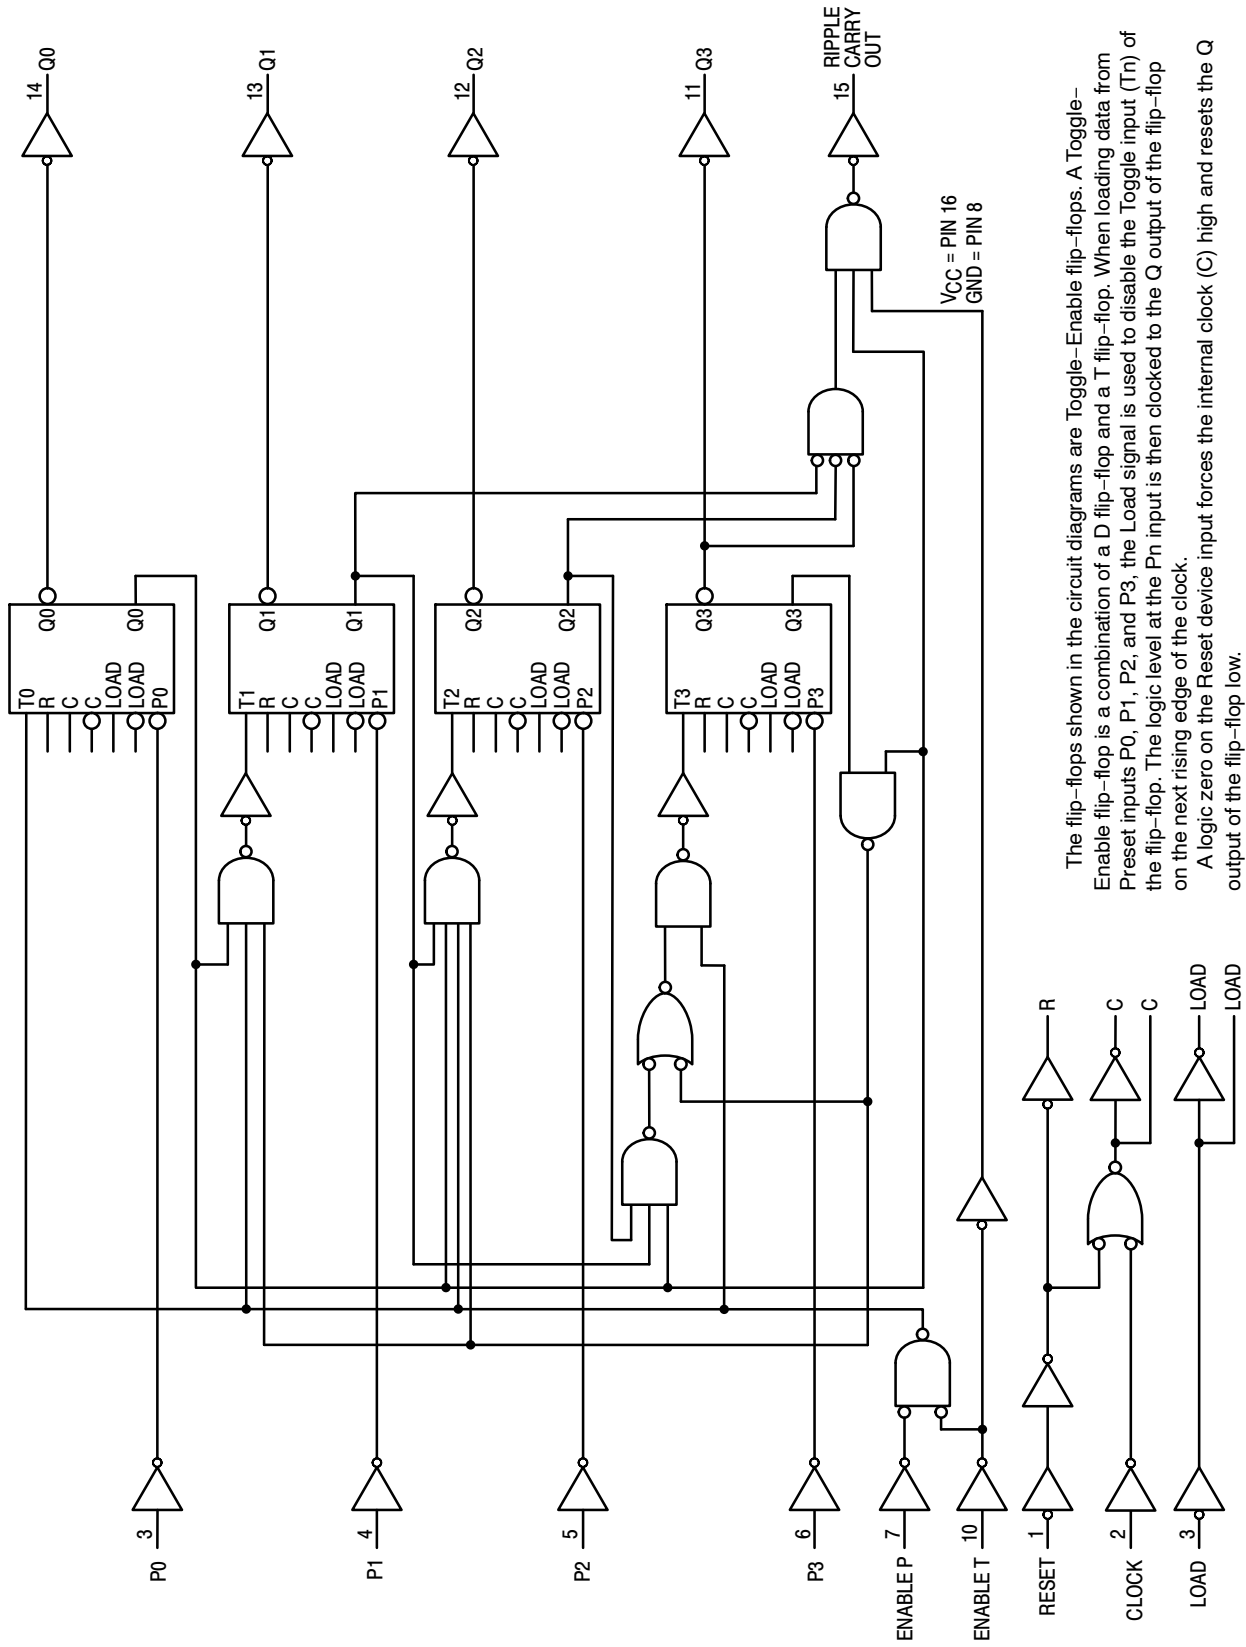 P0
3
T0
R
C
C
LOAD
LOAD
P0
Q0
Q0
14
Q0
P1
4
T1
R
C
C
LOAD
LOAD
P1
Q1
Q1
13
Q1
P2
5
T2
R
C
C
LOAD
LOAD
P2
Q2
Q2
12
Q2
P3
6
T3
R
C
C
LOAD
LOAD
P3
Q3
Q3
11
Q3
RIPPLE
CARRY
OUT
15
ENABLE P
7
ENABLE T
10
VCC = PIN 16
GND = PIN 8
RESET
1
R
CLOCK
2
C
C
LOAD
3
LOAD
LOAD
The flip−flops shown in the circuit diagrams are Toggle−Enable flip−flops. A Toggle−
Enable flip−flop is a combination of a D flip−flop and a T flip−flop. When loading data from
Preset inputs P0, P1, P2, and P3, the Load signal is used to disable the Toggle input (Tn) of
the flip−flop. The logic level at the Pn input is then clocked to the Q output of the flip−flop
on the next rising edge of the clock.
A logic zero on the Reset device input forces the internal clock (C) high and resets the Q
output of the flip−flop low.